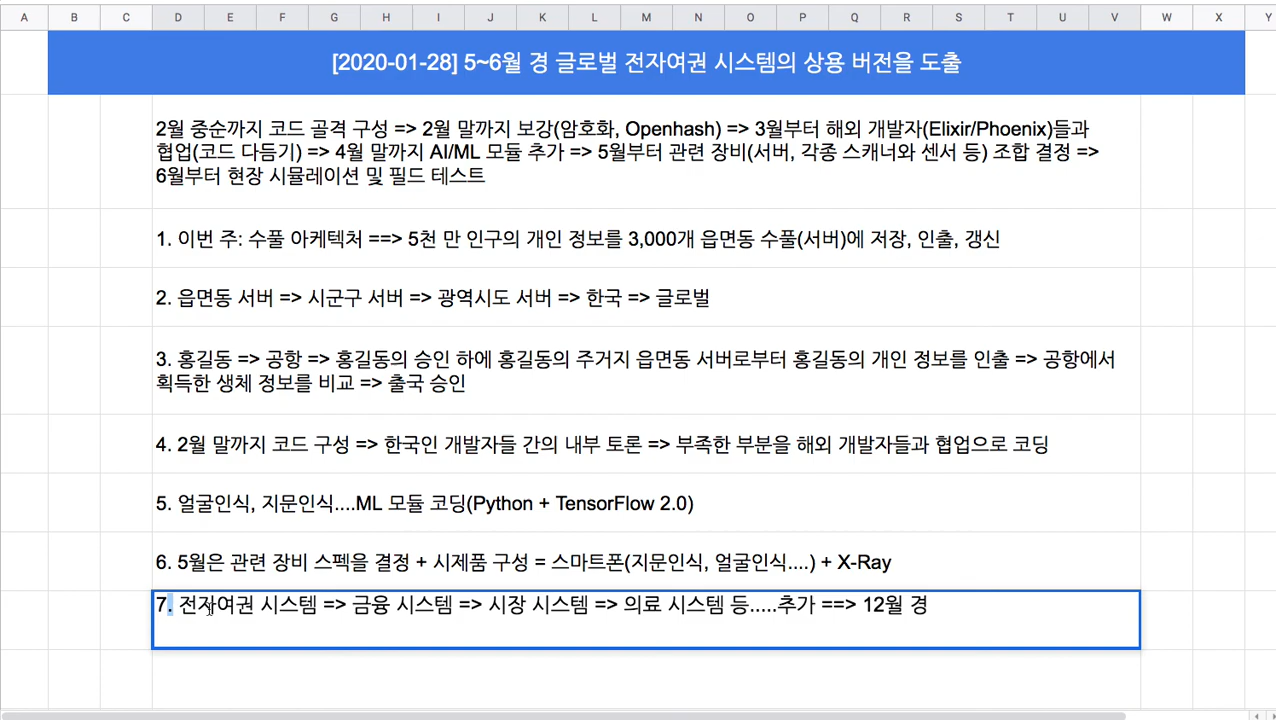 A B C D E F G H I J K L M N O P Q R S T U V W X Y
[2020-01-28] 5~6월 경 글로벌 전자여권 시스템의 상용 버전을 도출
2월 중순까지 코드 골격 구성 => 2월 말까지 보강(암호화, Openhash) => 3월부터 해외 개발자(Elixir/Phoenix)들과
협업(코드 다듬기) => 4월 말까지 AI/ML 모듈 추가 => 5월부터 관련 장비(서버, 각종 스캐너와 센서 등) 조합 결정 =>
6월부터 현장 시뮬레이션 및 필드 테스트
1. 이번 주: 수풀 아케텍처 ==> 5천 만 인구의 개인 정보를 3,000개 읍면동 수풀(서버)에 저장, 인출, 갱신
2. 읍면동 서버 => 시군구 서버 => 광역시도 서버 => 한국 => 글로벌
3. 홍길동 => 공항 => 홍길동의 승인 하에 홍길동의 주거지 읍면동 서버로부터 홍길동의 개인 정보를 인출 => 공항에서
획득한 생체 정보를 비교 => 출국 승인
4. 2월 말까지 코드 구성 => 한국인 개발자들 간의 내부 토론 => 부족한 부분을 해외 개발자들과 협업으로 코딩
5. 얼굴인식, 지문인식....ML 모듈 코딩(Python + TensorFlow 2.0)
6. 5월은 관련 장비 스펙을 결정 + 시제품 구성 = 스마트폰(지문인식, 얼굴인식....) + X-Ray
7. 전자여권 시스템 => 금융 시스템 => 시장 시스템 => 의료 시스템 등.....추가 ==> 12월 경